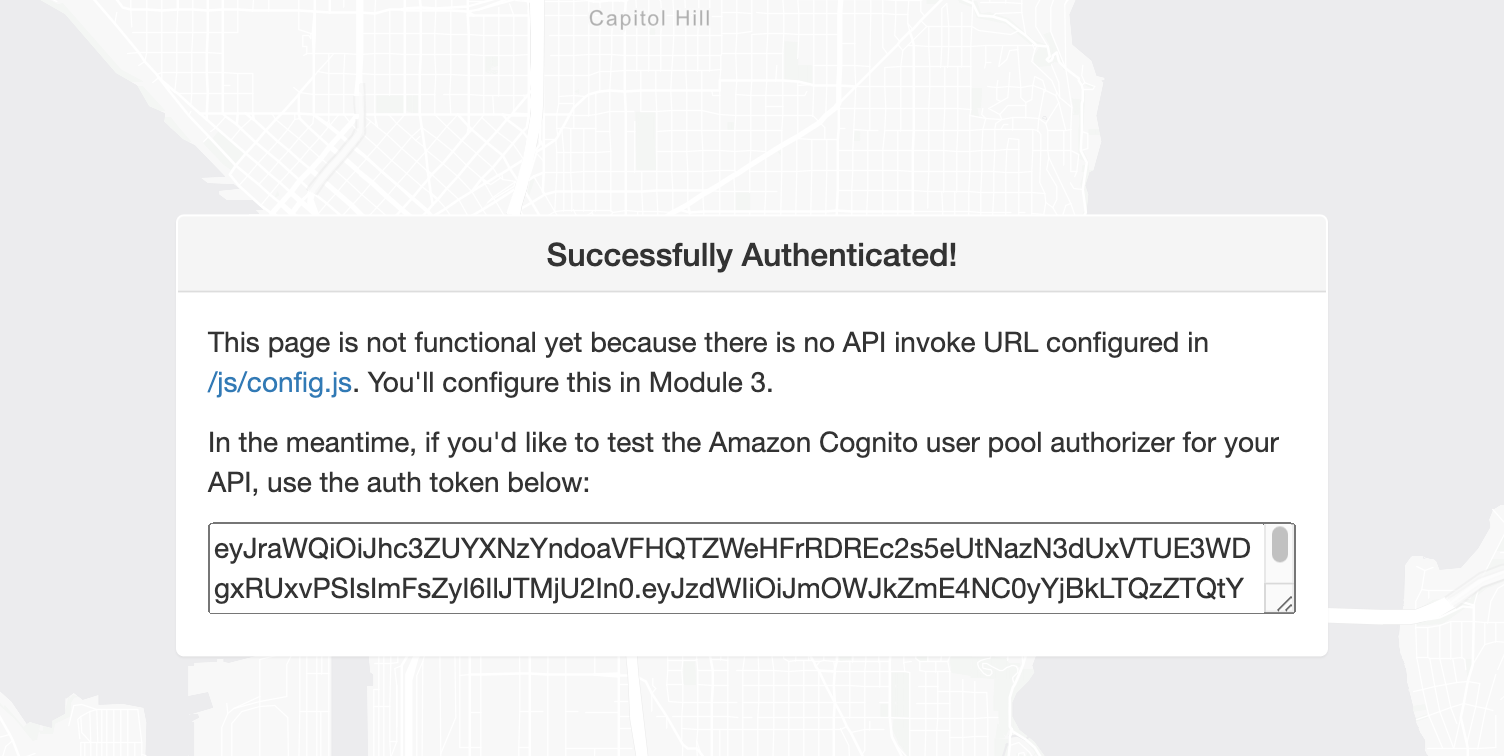 Capitol Hill
Successfully Authenticated!
This page is not functional yet because there is no API invoke URL configured in
/js/config.js. You'll configure this in Module 3.
In the meantime, if you'd like to test the Amazon Cognito user pool authorizer for your
API, use the auth token below:
eyJraWQiOiJhc3ZUYXNzYndoaVFHQTZWeHFrRDREEc2s5eUtNazN3dUxVTUE3WD
gxRUxvPSIsImFsZyI6IlJTMjU2In0.eyJzdWIiOiJmOWJkZmE4NC0yYjBkLTQzZTQtY